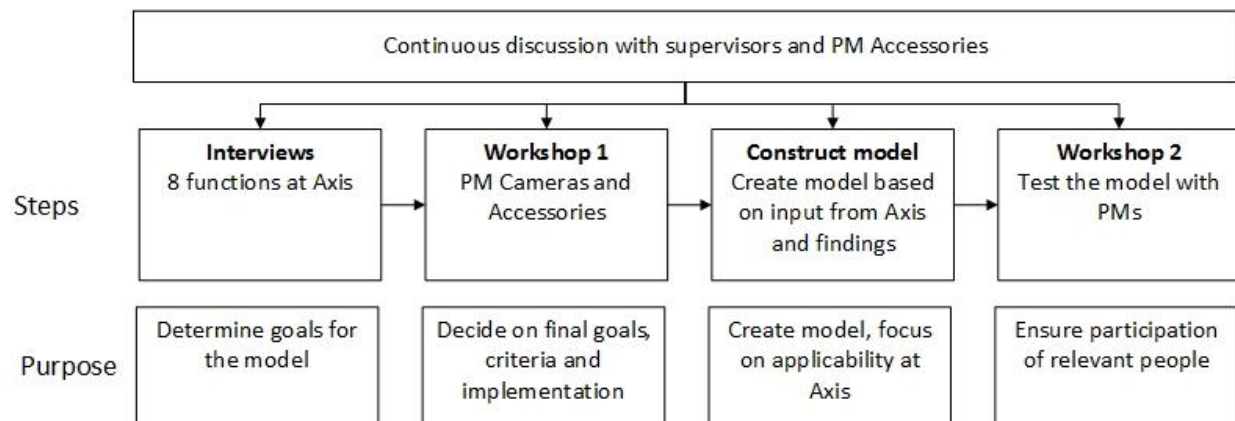 Continuous discussion with supervisors and PM Accessories
Steps
Interviews
8 functions at Axis
Workshop 1
PM Cameras and
Accessories
Construct model
Create model based
on input from Axis
and findings
Workshop 2
Test the model with
PMs
Purpose
Determine goals for
the model
Decide on final goals,
criteria and
implementation
Create model, focus
on applicability at
Axis
Ensure participation
of relevant people